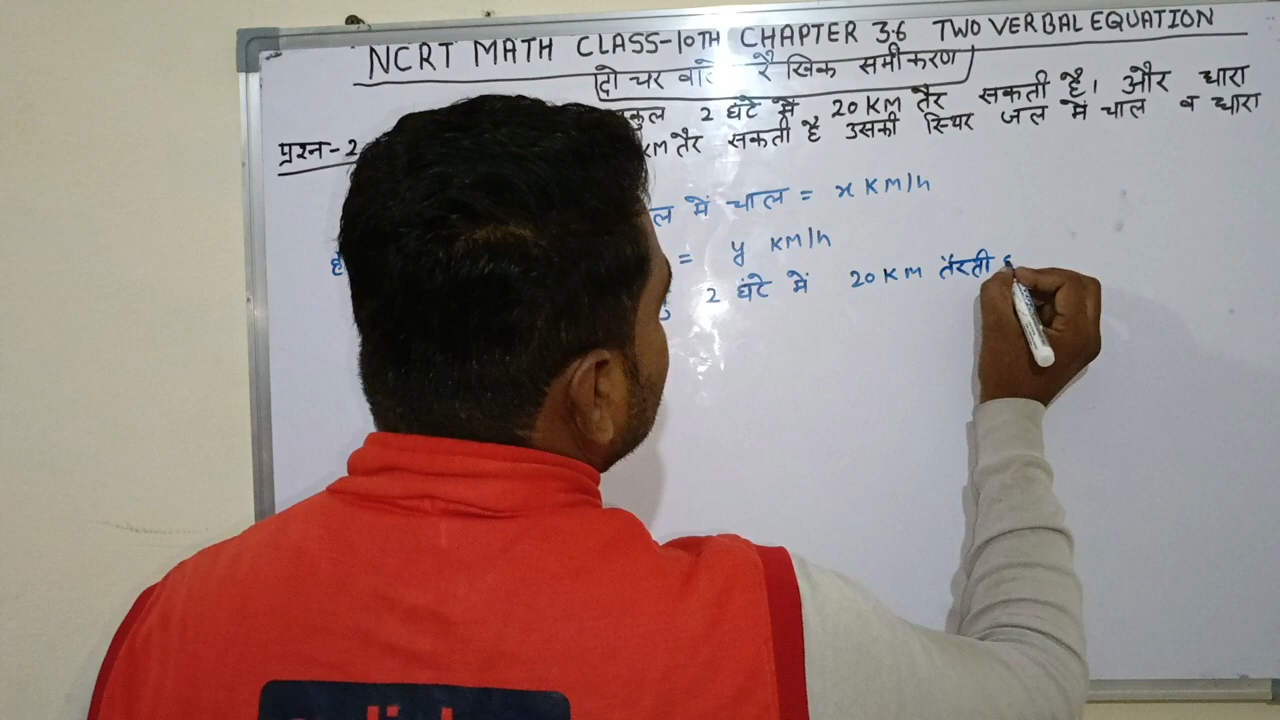 NCRT MATH CLASS-10TH CHAPTER 3.6 TWO VERBAL EQUATION
दो चर वाले रैखिक समीकरण
प्रश्न-2 कुल 2 घंटे में 20 KM तैर सकती है। और धारा
KM तैर सकती है उसकी स्थिर जल में चाल व धारा
में चाल = x KM/h
= y KM/h
2 घंटे में 20 KM तैरती